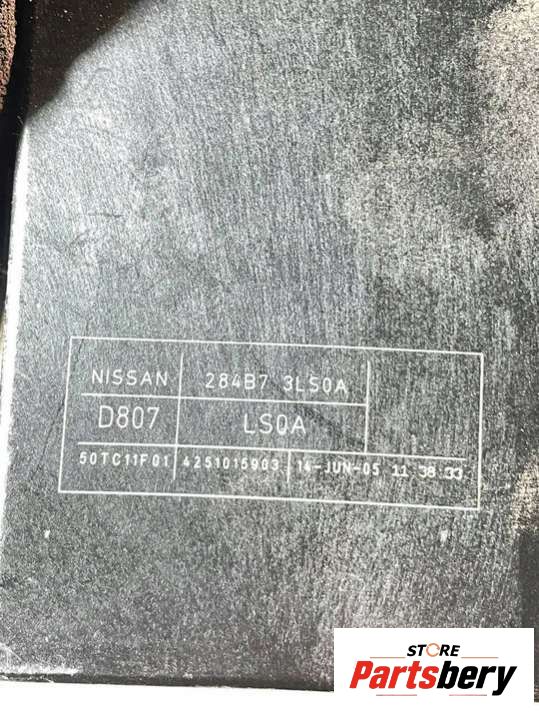 NISSAN 284B7 3LS0A
D807 LS0A
50TC11F01 4251015903 14-JUN-05 11 38 33
STORE
Partsbery